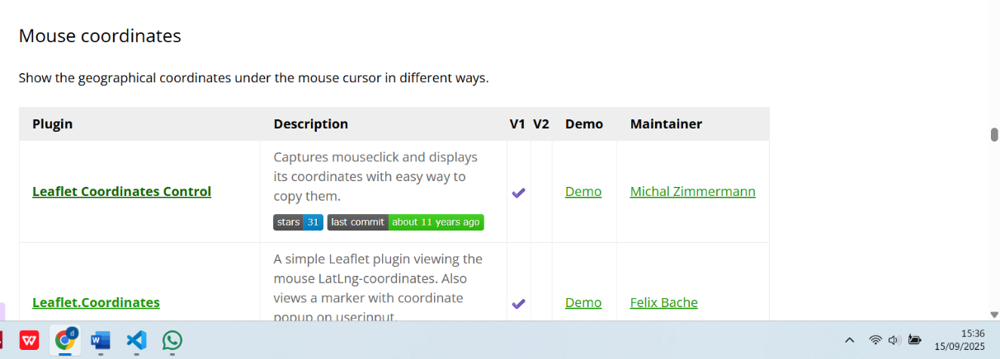 Mouse coordinates
Show the geographical coordinates under the mouse cursor in different ways.
Plugin Description V1 V2 Demo Maintainer
Captures mouseclick and displays
its coordinates with easy way to
copy them.
Leaflet Coordinates Control
Demo
Michal Zimmermann
stars 31 last commit about 11 years ago
A simple Leaflet plugin viewing the
mouse LatLng-coordinates. Also
views a marker with coordinate
popup on userinput.
Leaflet.Coordinates
Demo
Felix Bache
W
d
W
15:36
15/09/2025